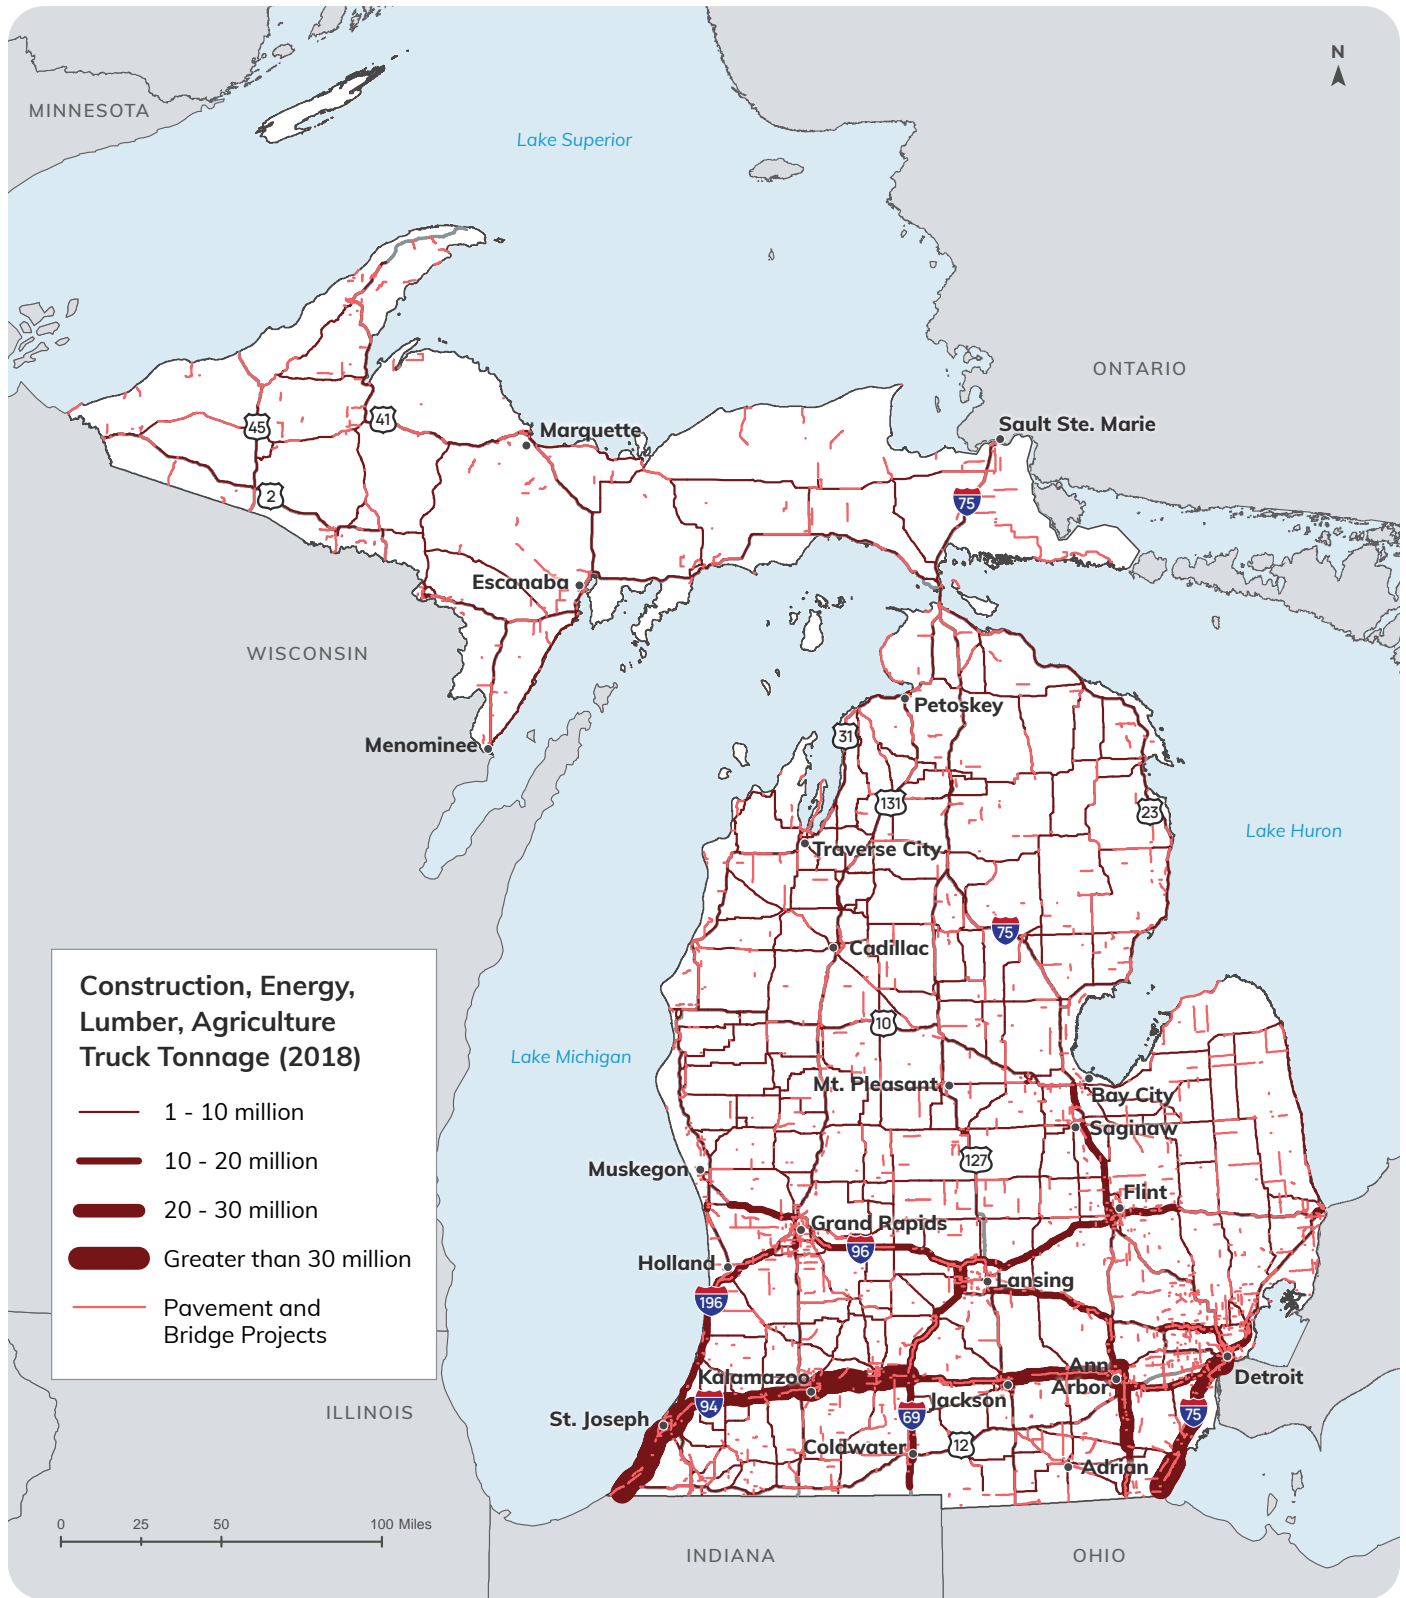 N
MINNESOTA
Lake Superior
ONTARIO
Sault Ste. Marie
45
41
Marquette
2
75
Escanaba
WISCONSIN
Petoskey
31
Menominee
131
23
Lake Huron
Traverse City
75
Cadillac
10
Lake Michigan
Mt. Pleasant
Bay City
Saginaw
127
Muskegon
Flint
Grand Rapids
96
Holland
Lansing
196
Ann
Arbor
Kalamazoo
Detroit
Jackson
94
69
75
St. Joseph
12
Coldwater
Adrian
Construction, Energy,
Lumber, Agriculture
Truck Tonnage (2018)
1 - 10 million
10 - 20 million
20 - 30 million
Greater than 30 million
Pavement and
Bridge Projects
ILLINOIS
0 25 50 100 Miles
INDIANA
OHIO